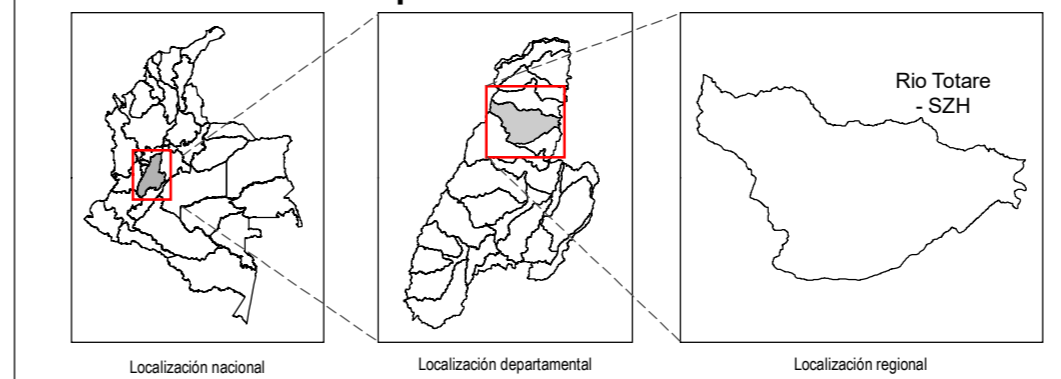 Rio Totare
- SZH
Localización nacional
Localización departamental
Localización regional